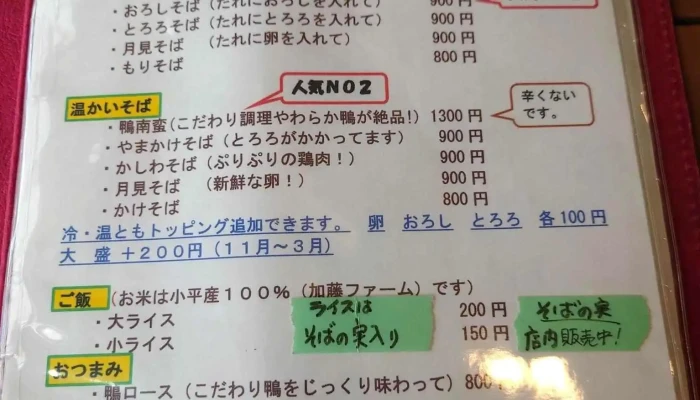 ・おろしそば（たれにおろしを入れて） 900円
・とろろそば（たれにとろろを入れて） 900円
・月見そば （たれに卵を入れて） 900円
・もりそば 800円
人気ＮＯ２
温かいそば
・鴨南蛮(こだわり調理やわらか鴨が絶品!) 1300円
辛くない
です。
・やまかけそば（とろろがかかってます） 900円
・かしわそば（ぷりぷりの鶏肉！） 900円
・月見そば （新鮮な卵！） 900円
・かけそば 800円
冷・温ともトッピング追加できます。 卵 おろし とろろ 各100円
大 盛 ＋２００円（１１月～３月）
ご飯 （お米は小平産１００％（加藤ファーム）です）
・大ライス 200円
・小ライス 150円
ライスは
そばの実入り
そばの実
店内販売中！
おつまみ
・鴨ロース（こだわり鴨をじっくり味わって） 800